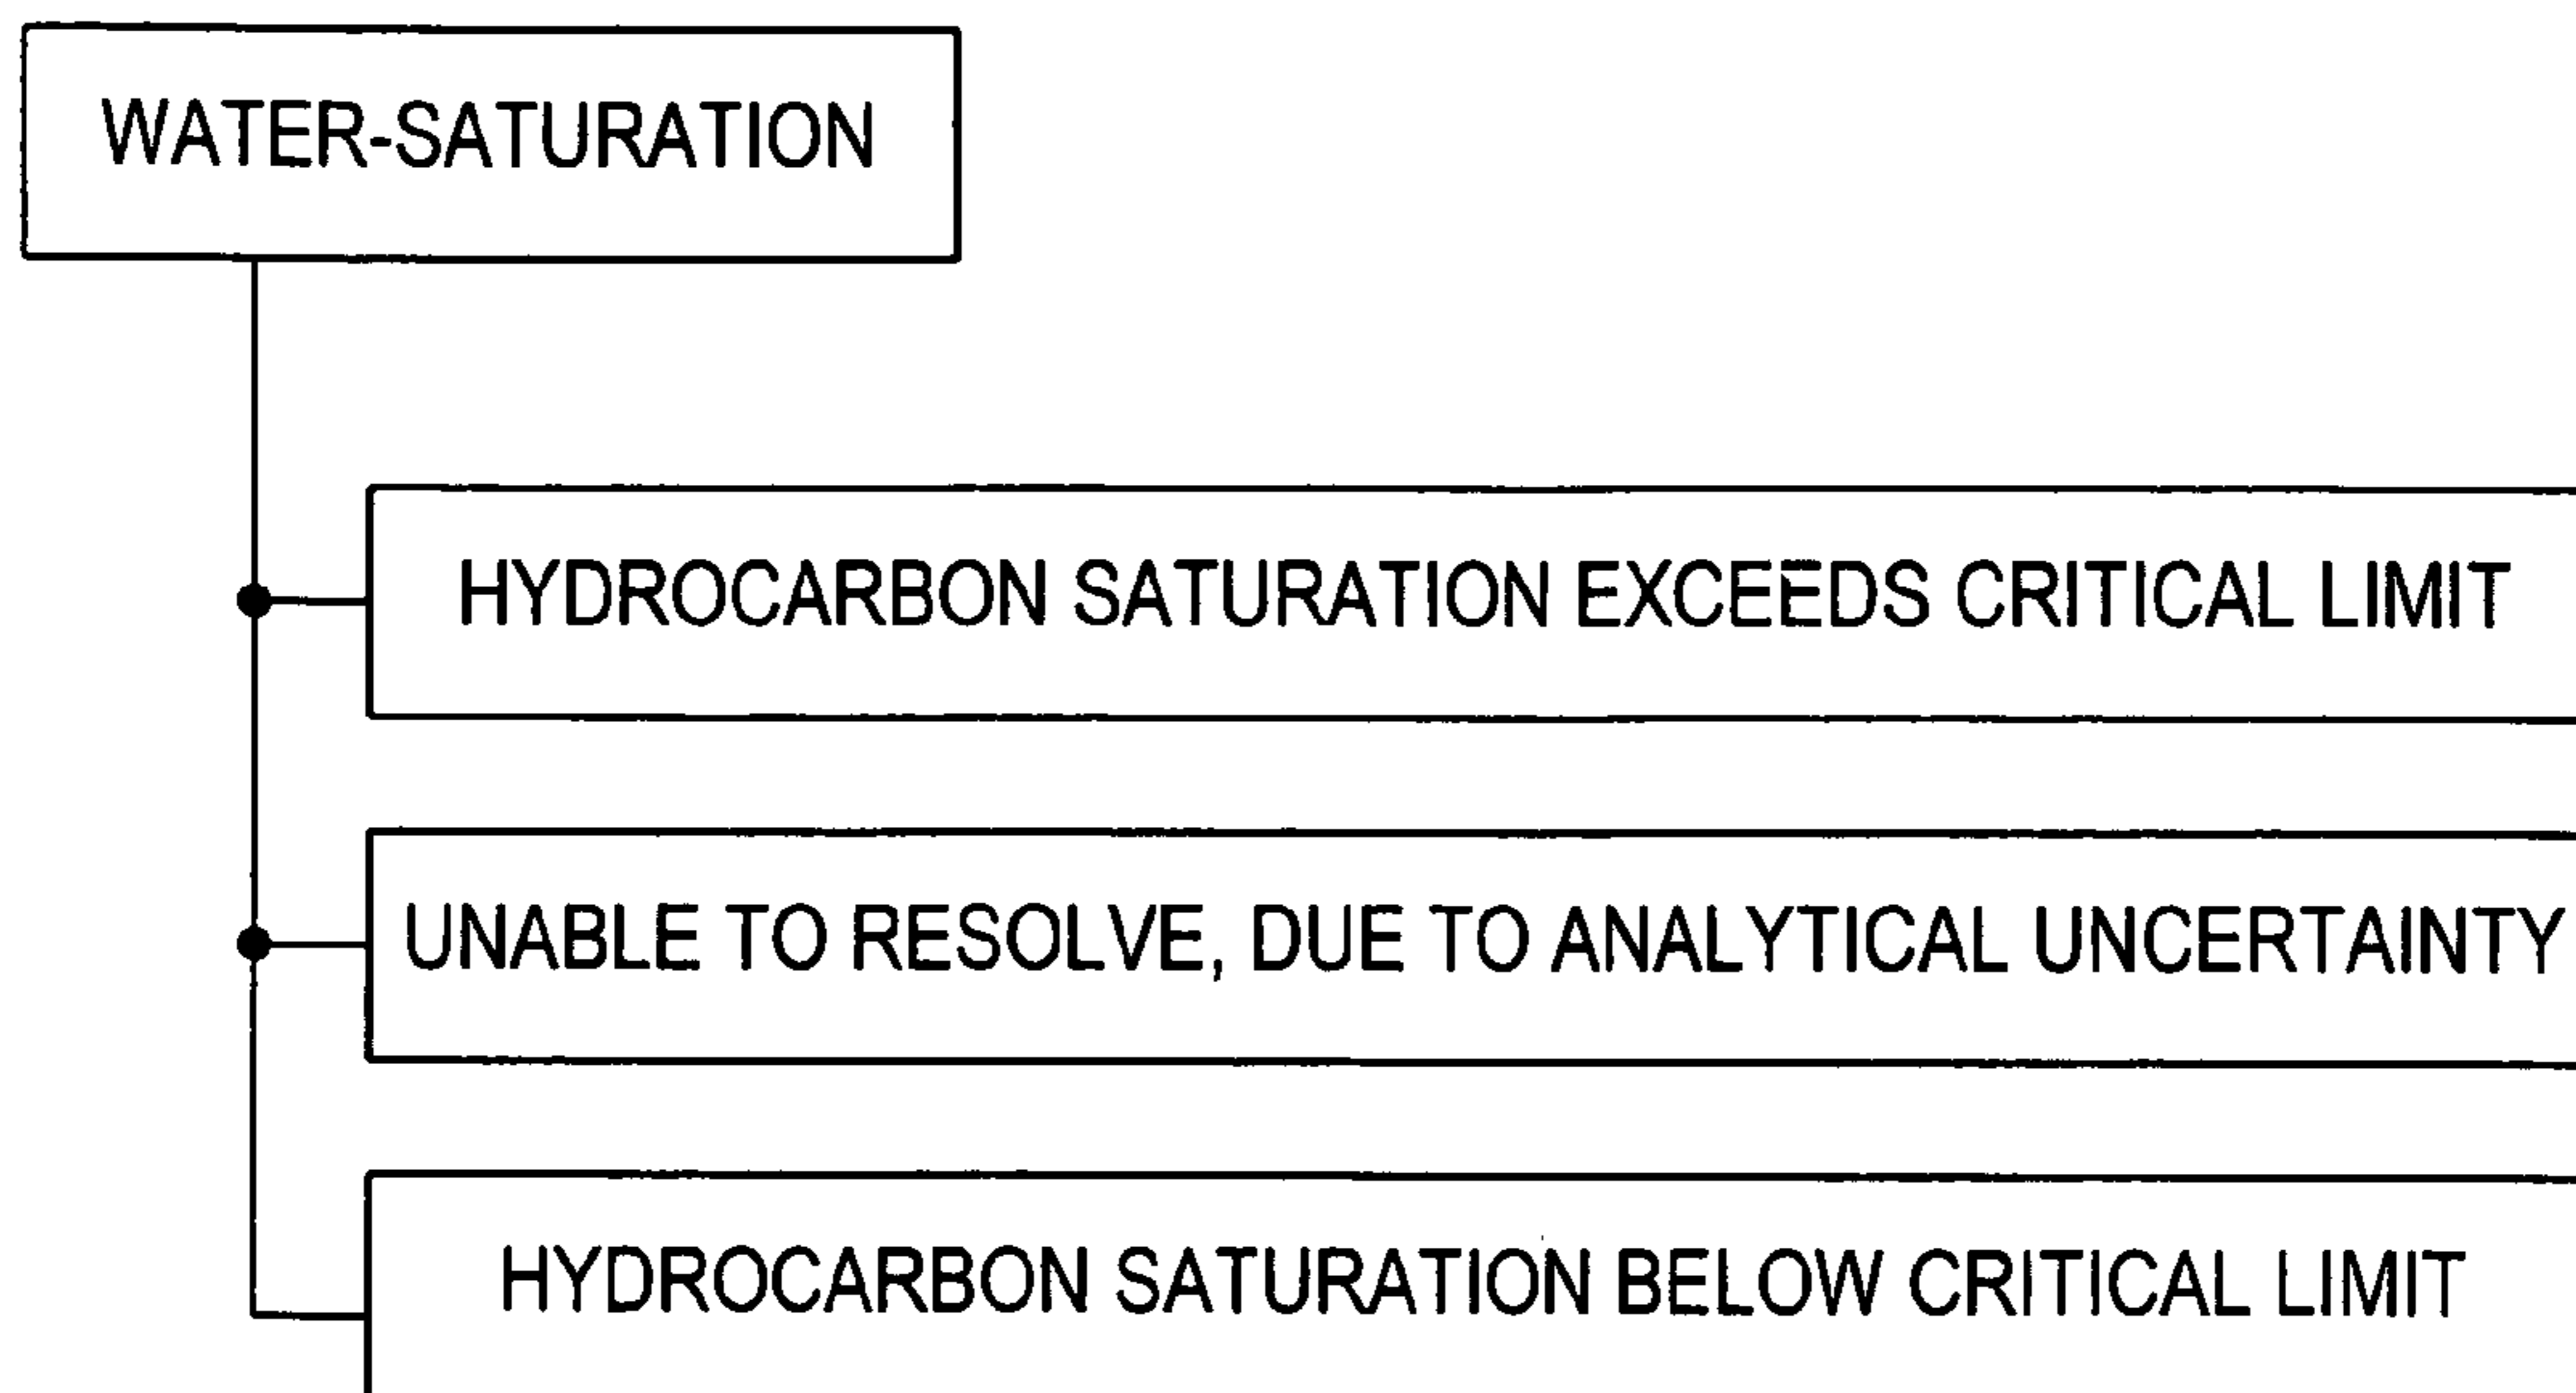 WATER-SATURATION
HYDROCARBON SATURATION EXCEEDS CRITICAL LIMIT
UNABLE TO RESOLVE, DUE TO ANALYTICAL UNCERTAINTY
HYDROCARBON SATURATION BELOW CRITICAL LIMIT